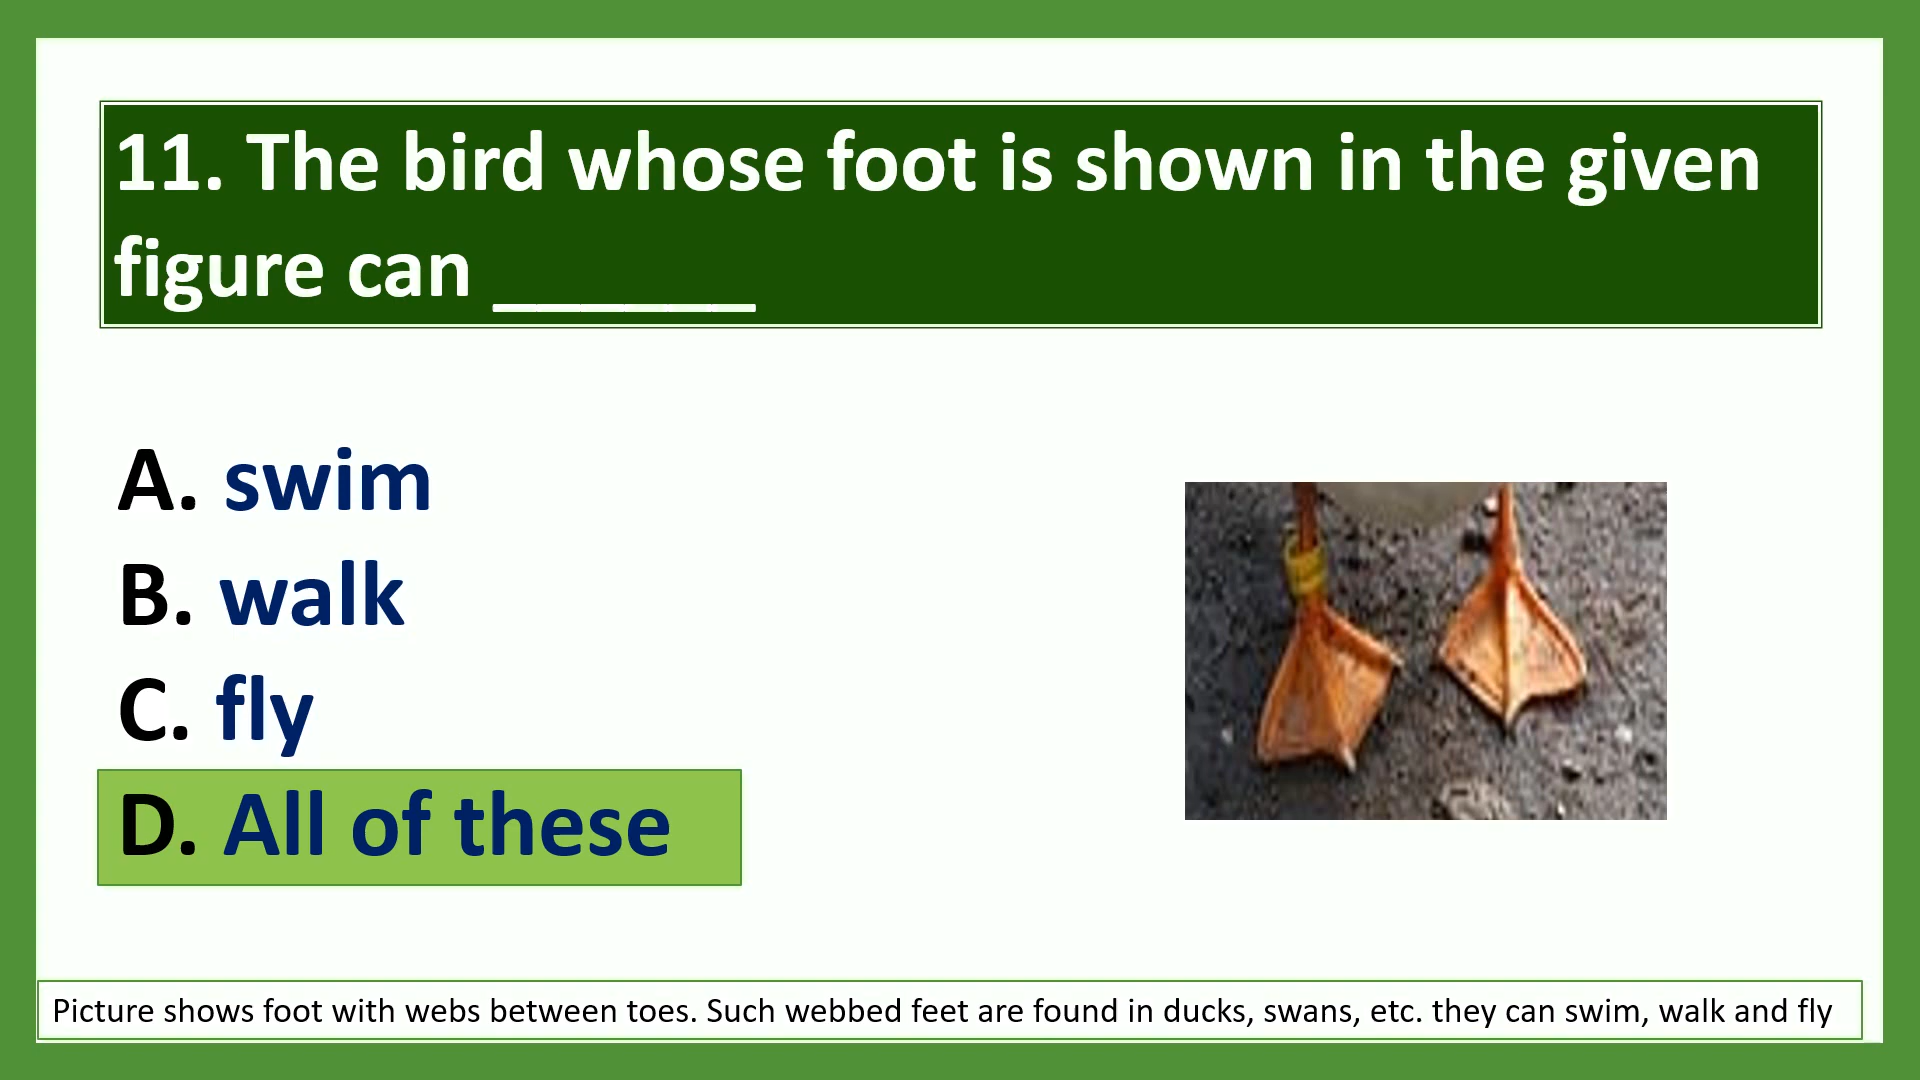 11. The bird whose foot is shown in the given
figure can ______
A. swim
B. walk
C. fly
D. All of these
Picture shows foot with webs between toes. Such webbed feet are found in ducks, swans, etc. they can swim, walk and fly